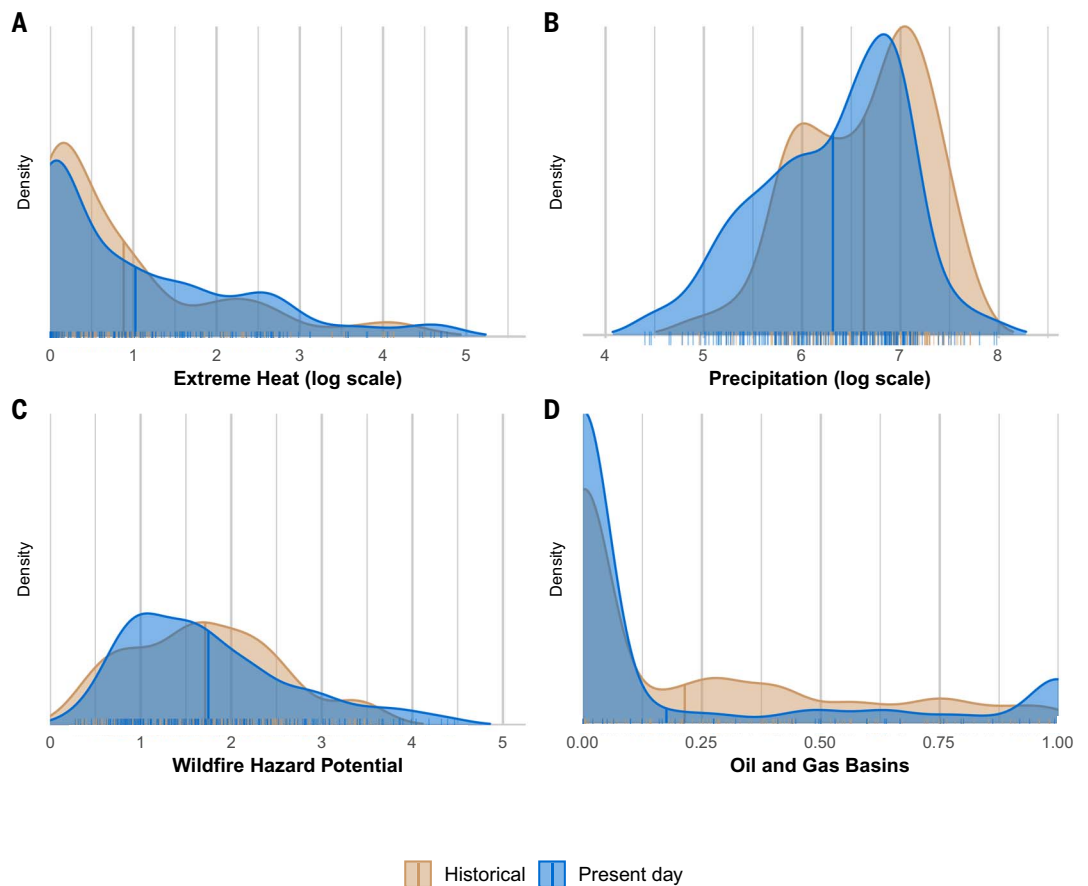 A
B
Density
Density
0 1 2 3 4 5
4 5 6 7 8
Extreme Heat (log scale)
Precipitation (log scale)
C
D
Density
Density
0 1 2 3 4 5
0.00 0.25 0.50 0.75 1.00
Wildfire Hazard Potential
Oil and Gas Basins
Historical Present day